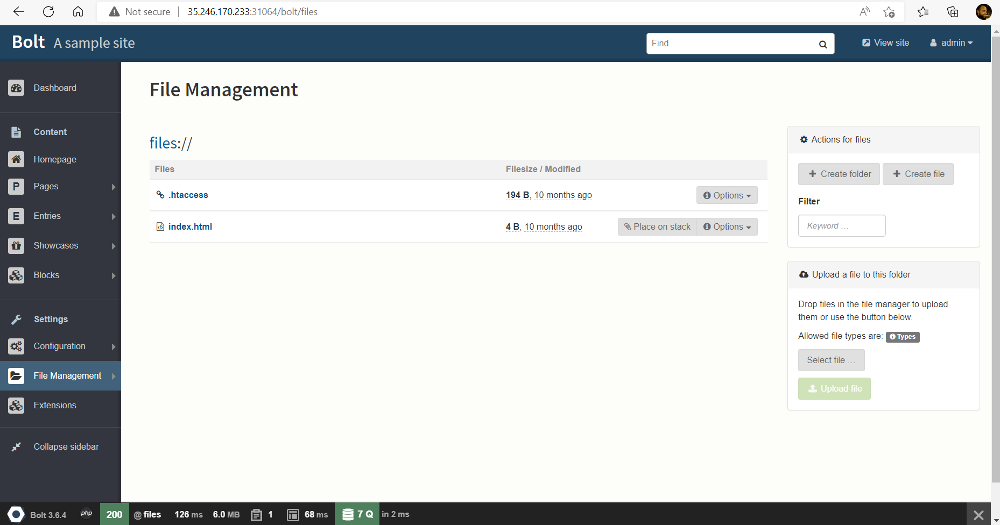 Not secure | 35.246.170.233:31064/bolt/files
Bolt A sample site
Find
View site
admin
Dashboard
Content
Homepage
P Pages
E Entries
Showcases
Blocks
Settings
Configuration
File Management
Extensions
Collapse sidebar
File Management
files://
Files Filesize / Modified
.htaccess 194 B, 10 months ago Options
index.html 4 B, 10 months ago Place on stack Options
Actions for files
Create folder Create file
Filter
Keyword ...
Upload a file to this folder
Drop files in the file manager to upload
them or use the button below.
Allowed file types are: Types
Select file ...
Upload file
Bolt 3.6.4 php 200 @ files 126 ms 6.0 MB 1 68 ms 7 Q in 2 ms